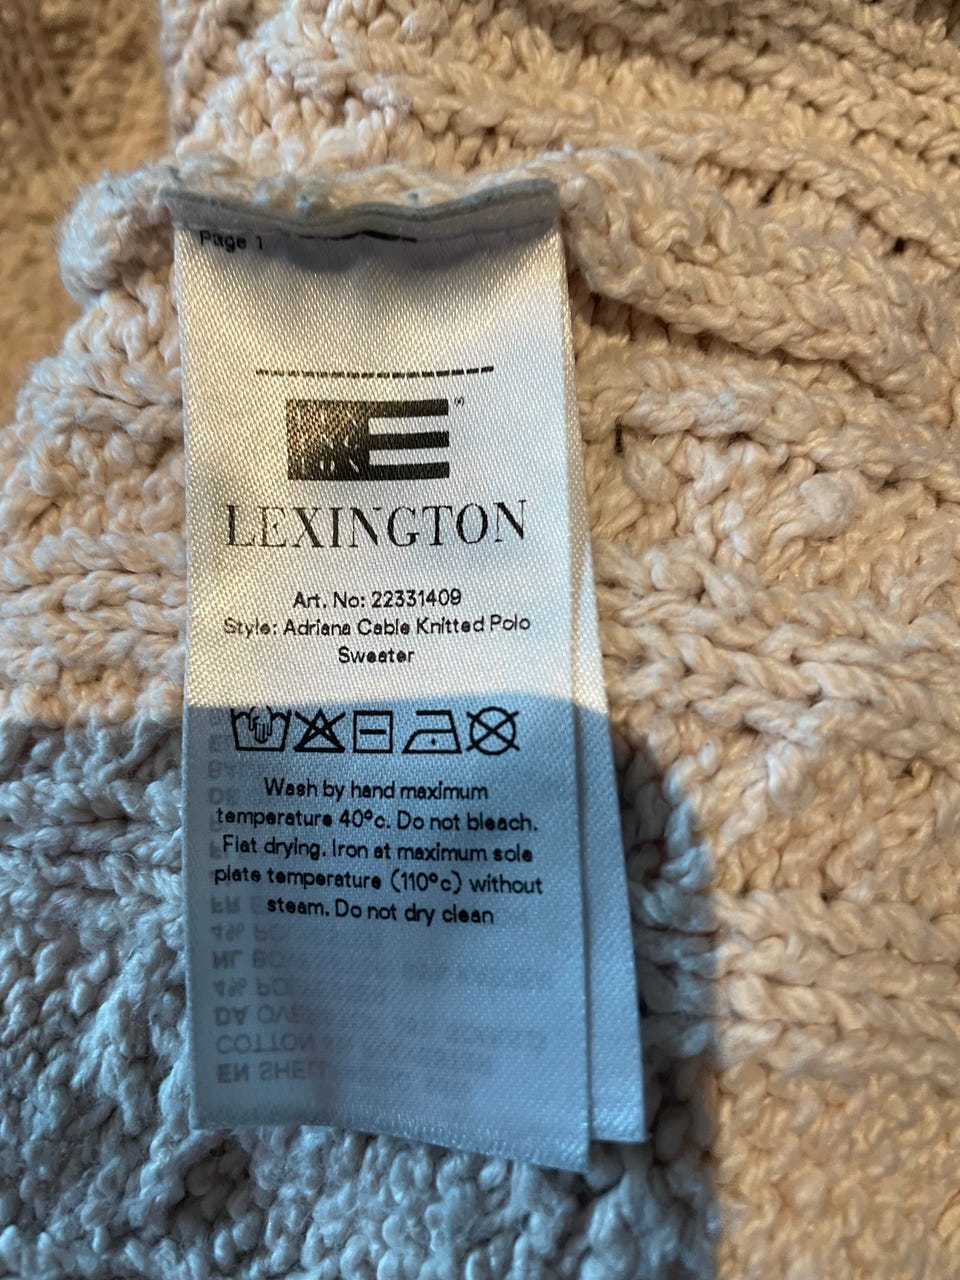 Page 1
LEXINGTON
Art. No: 22331409
Style: Adriana Cable Knitted Polo
Sweater
Wash by hand maximum
temperature 40°c. Do not bleach.
Flat drying. Iron at maximum sole
plate temperature (110°c) without
steam. Do not dry clean